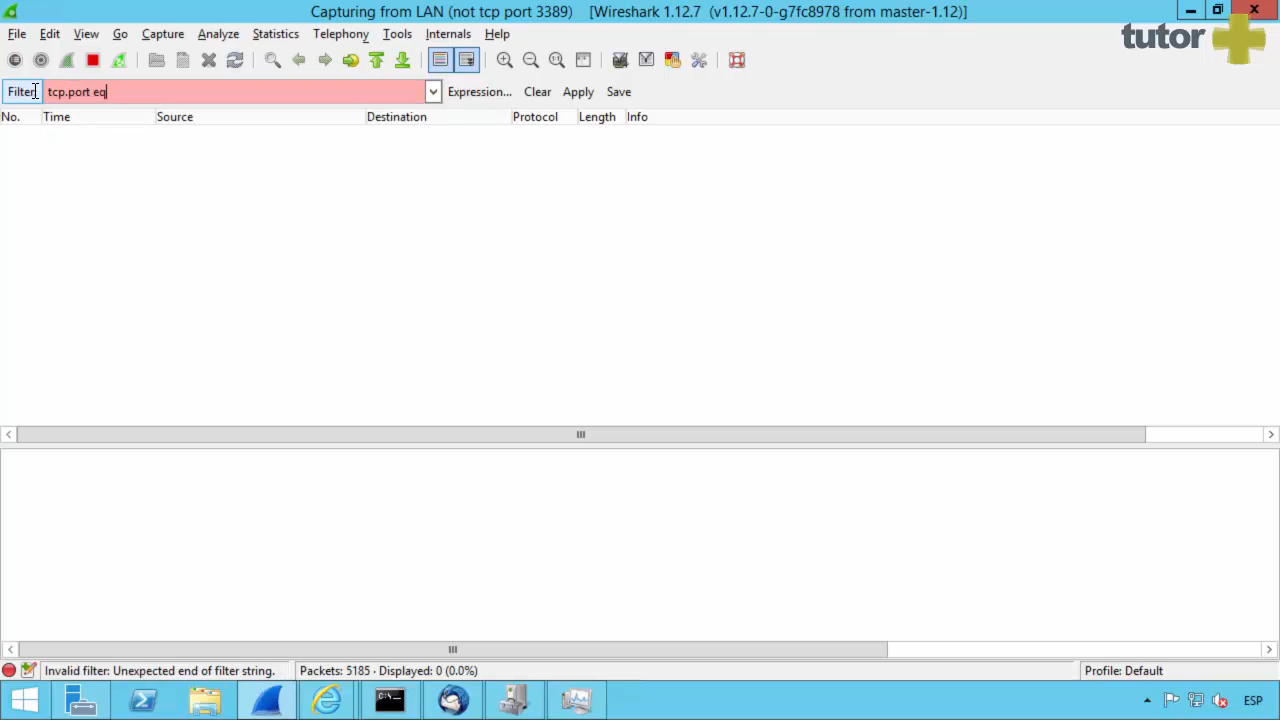 Capturing from LAN (not tcp port 3389) [Wireshark 1.12.7 (v1.12.7-0-g7fc8978 from master-1.12)]
tutor
File Edit View Go Capture Analyze Statistics Telephony Tools Internals Help
Filter: tcp.port eq Expression... Clear Apply Save
No. Time Source Destination Protocol Length Info
Invalid filter: Unexpected end of filter string. Packets: 5185 · Displayed: 0 (0.0%) Profile: Default
C:\. ESP